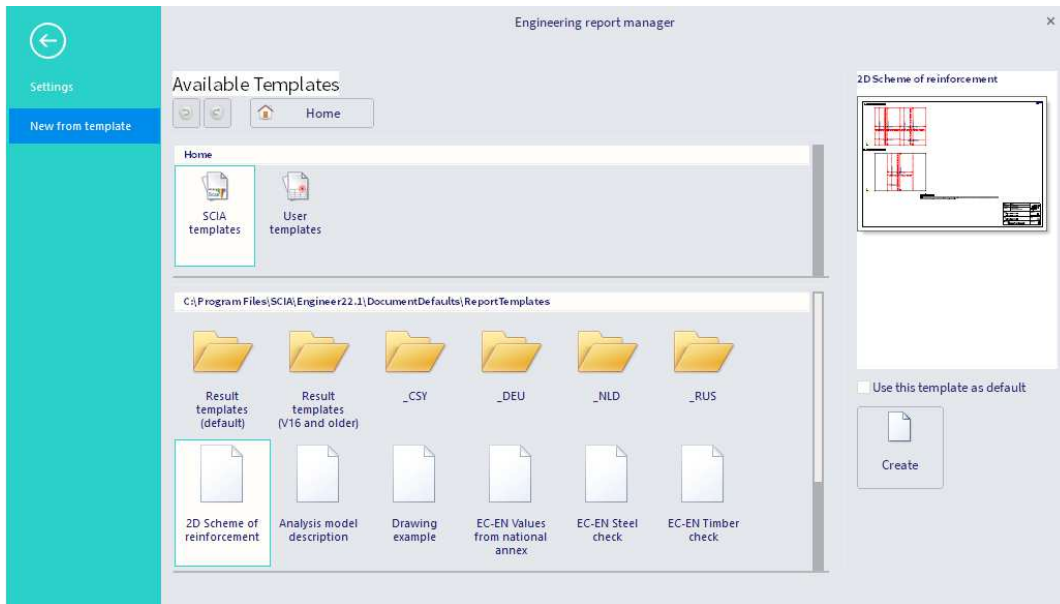 Engineering report manager
Settings
New from template
Available Templates
Home
Home
SCIA
templates
User
templates
C:\Program Files\SCIA\Engineer22.1\DocumentDefaults\ReportTemplates
Result
templates
(default)
Result
templates
(V16 and older)
_CSY
_DEU
_NLD
_RUS
2D Scheme of
reinforcement
Analysis model
description
Drawing
example
EC-EN Values
from national
annex
EC-EN Steel
check
EC-EN Timber
check
2D Scheme of reinforcement
Use this template as default
Create